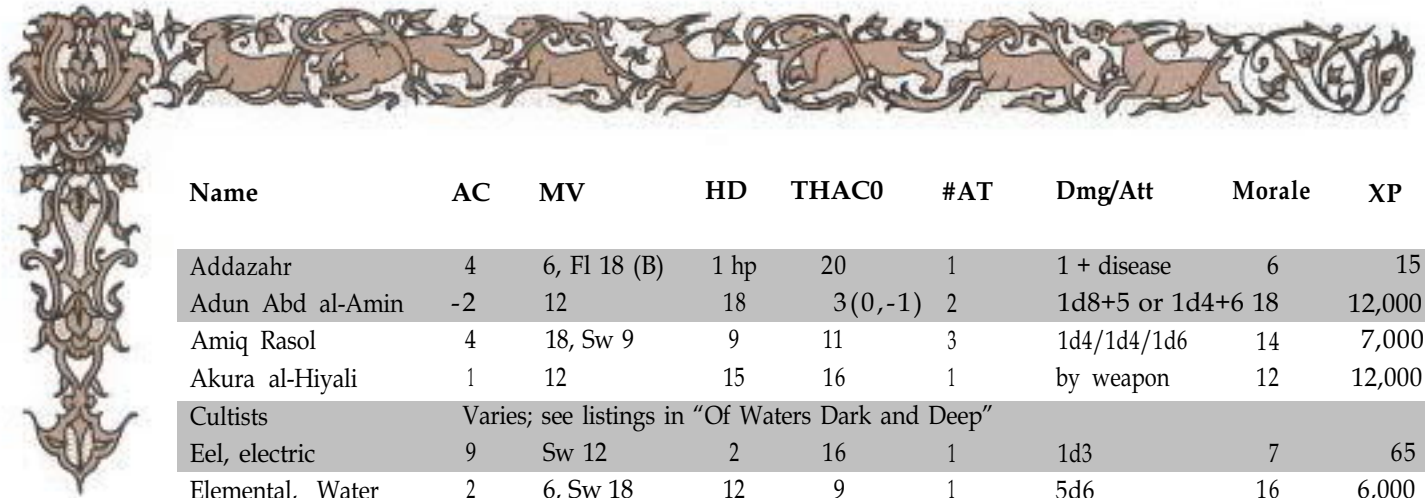 Name AC MV HD THAC0 #AT Dmg/Att Morale XP
Addazahr 4 6, Fl 18 (B) 1 hp 20 1 1 + disease 6 15
Adun Abd al-Amin -2 12 18 3(0,-1) 2 1d8+5 or 1d4+6 18 12,000
Amiq Rasol 4 18, Sw 9 9 11 3 1d4/1d4/1d6 14 7,000
Akura al-Hiyali 1 12 15 16 1 by weapon 12 12,000
Cultists Varies; see listings in “Of Waters Dark and Deep”
Eel, electric 9 Sw 12 2 16 1 1d3 7 65
Elemental, Water 2 6, Sw 18 12 9 1 5d6 16 6,000